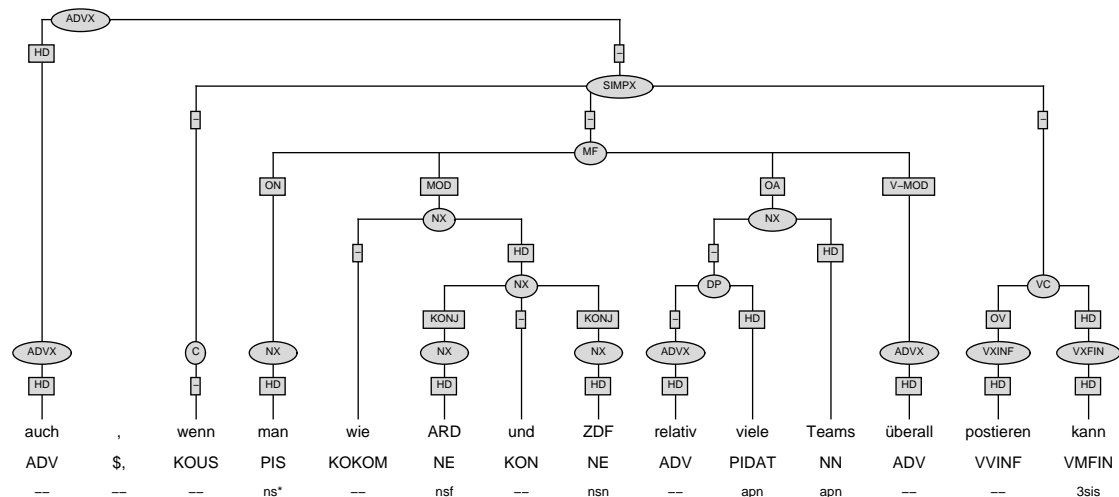 ADVX
HD –
SIMPX
– – –
MF
ON MOD OA V–MOD
NX NX
– HD – HD
NX DP VC
KONJ – KONJ – HD OV HD
ADVX C NX NX NX ADVX ADVX VXINF VXFIN
HD – HD HD HD HD HD HD HD
auch , wenn man wie ARD und ZDF relativ viele Teams überall postieren kann
ADV $, KOUS PIS KOKOM NE KON NE ADV PIDAT NN ADV VVINF VMFIN
–– –– –– ns* –– nsf –– nsn –– apn apn –– –– 3sis